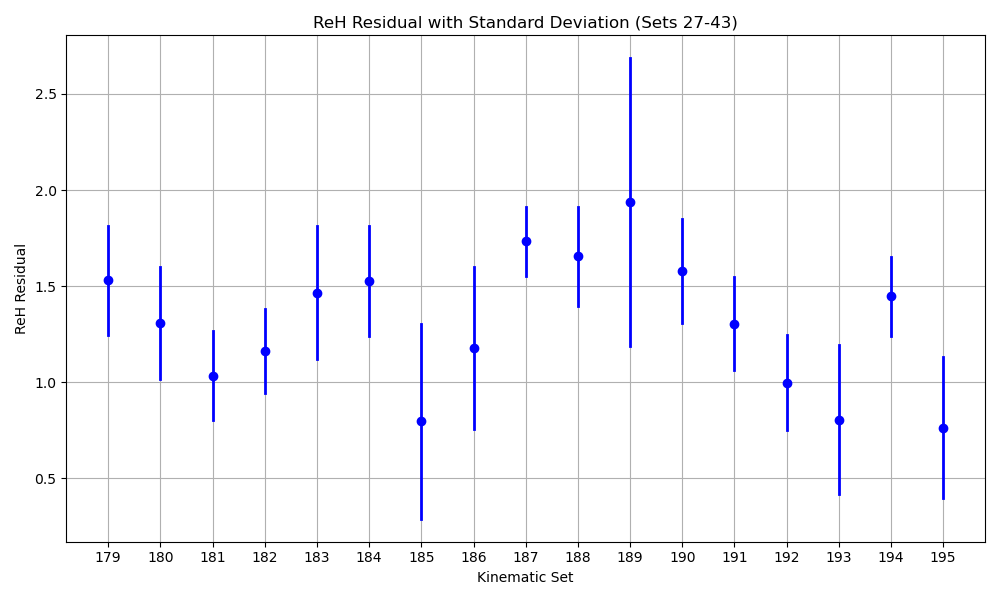 ReH Residual with Standard Deviation (Sets 27-43)
ReH Residual
2.5
2.0
1.5
1.0
0.5
179 180 181 182 183 184 185 186 187 188 189 190 191 192 193 194 195
Kinematic Set